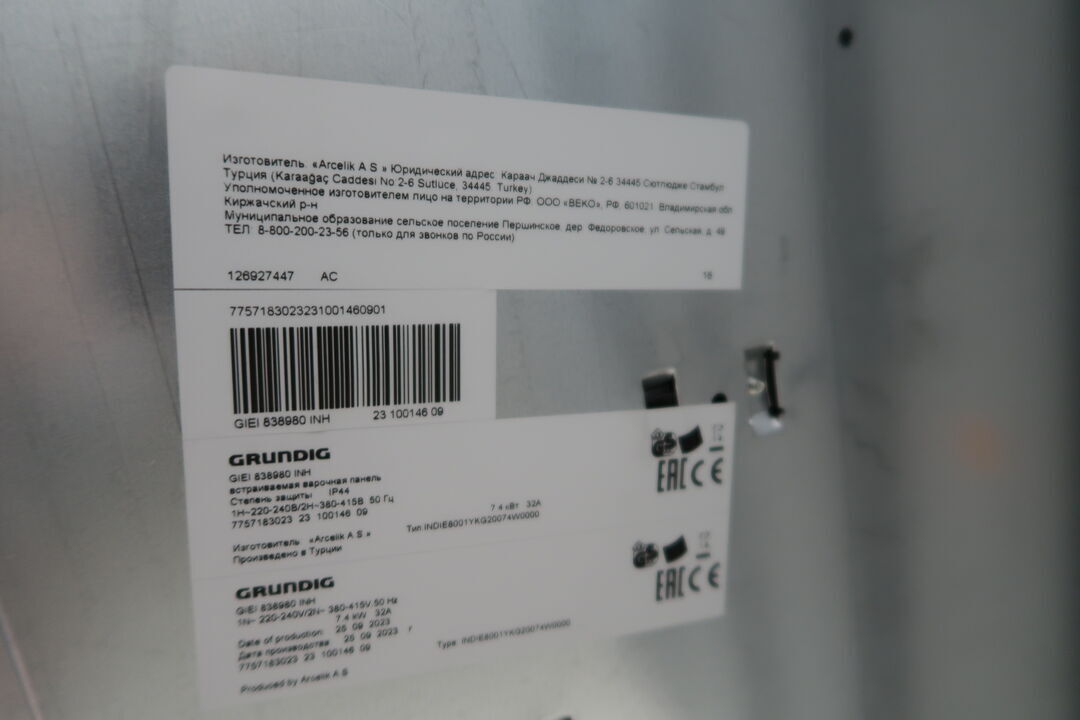 Изготовитель «Arcelik A S » Юридический адрес Караач Джаддеси № 2-6 34445 Сютлюдже Стамбул
Турция (Karaağaç Caddesi No 2-6 Sutluce, 34445 Turkey)
Уполномоченное изготовителем лицо на территории РФ ООО «BEKO», РФ, 601021 Владимирская обл
Киржачский р-н
Муниципальное образование сельское поселение Першинское, дер Федоровское, ул Сельская, д 49
ТЕЛ 8-800-200-23-56 (только для звонков по России)
126927447 AC 16
7757183023231001460901
GIEI 838980 INH 23 100146 09
GRUNDIG
GIEI 838980 INH
встраиваемая варочная панель
Степень защиты IP44
1Н~220-240В/2Н~380-415В 50 Гц 7.4 кВт 32А
7757183023 23 100146 09 Тип:INDIE8001YKG20074W0000
Изготовитель «Arcelik A S »
Произведено в Турции
EAC CE
GRUNDIG
GIEI 838980 INH
1N~ 220-240V/2N~ 380-415V,50 Hz
7.4 kW 32A
Date of production: 25 09 2023
Дата производства 25 09 2023 г
7757183023 23 100146 09 Type: INDIE8001YKG20074W0000
Produced by Arcelik A S
EAC CE